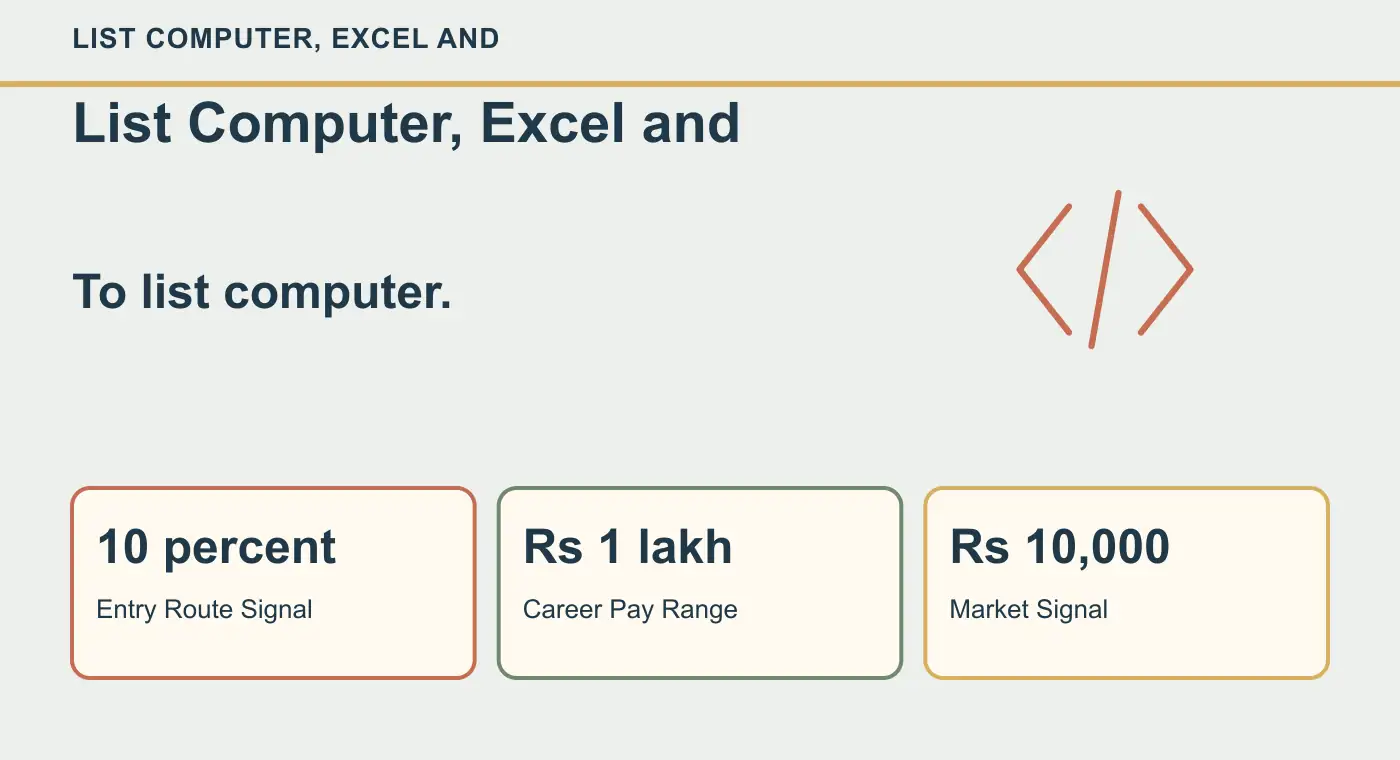 LIST COMPUTER, EXCEL AND
List Computer, Excel and
To list computer.
10 percent
Entry Route Signal
Rs 1 lakh
Career Pay Range
Rs 10,000
Market Signal